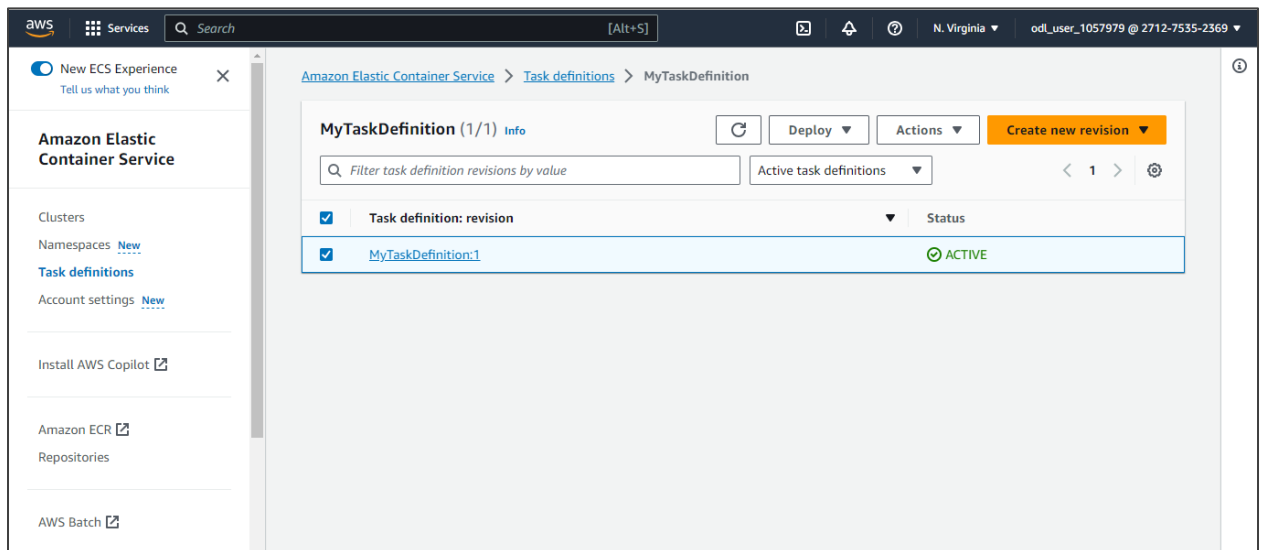 aws Services Search [Alt+S] N. Virginia odl_user_1057979 @ 2712-7535-2369
New ECS Experience
Tell us what you think
Amazon Elastic
Container Service
Clusters
Namespaces New
Task definitions
Account settings New
Install AWS Copilot
Amazon ECR
Repositories
AWS Batch
Amazon Elastic Container Service > Task definitions > MyTaskDefinition
MyTaskDefinition (1/1) Info Deploy Actions Create new revision
Filter task definition revisions by value Active task definitions < 1 >
Task definition: revision Status
MyTaskDefinition:1 ACTIVE